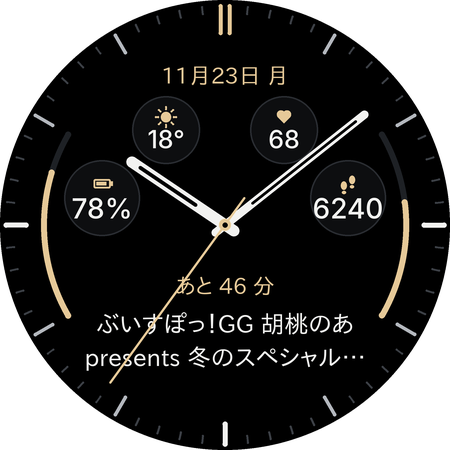 11月23日 月
18°
68
78%
6240
あと 46 分
ぶいすぽっ!GG 胡桃のあ
presents 冬のスペシャル…